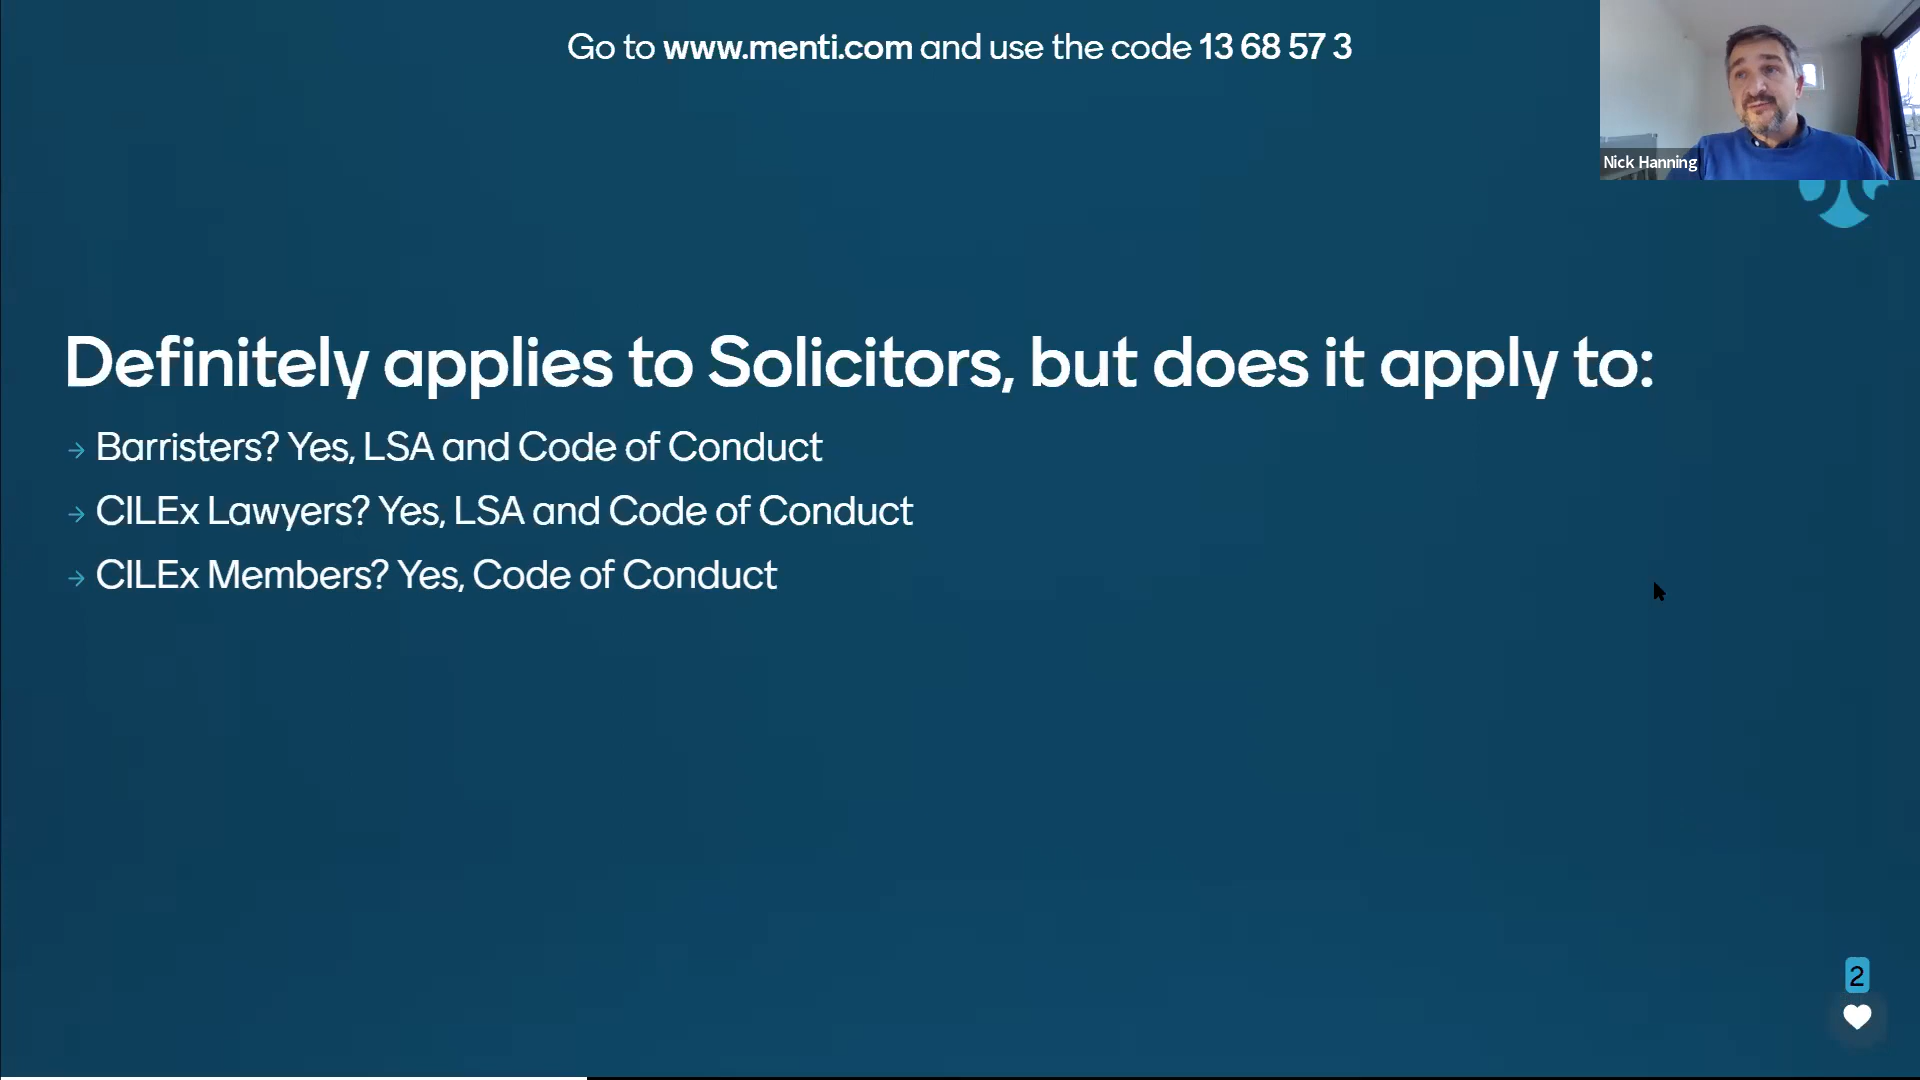 Go to www.menti.com and use the code 13 68 57 3
Nick Hanning
Definitely applies to Solicitors, but does it apply to:
→ Barristers? Yes, LSA and Code of Conduct
→ CILEx Lawyers? Yes, LSA and Code of Conduct
→ CILEx Members? Yes, Code of Conduct
2